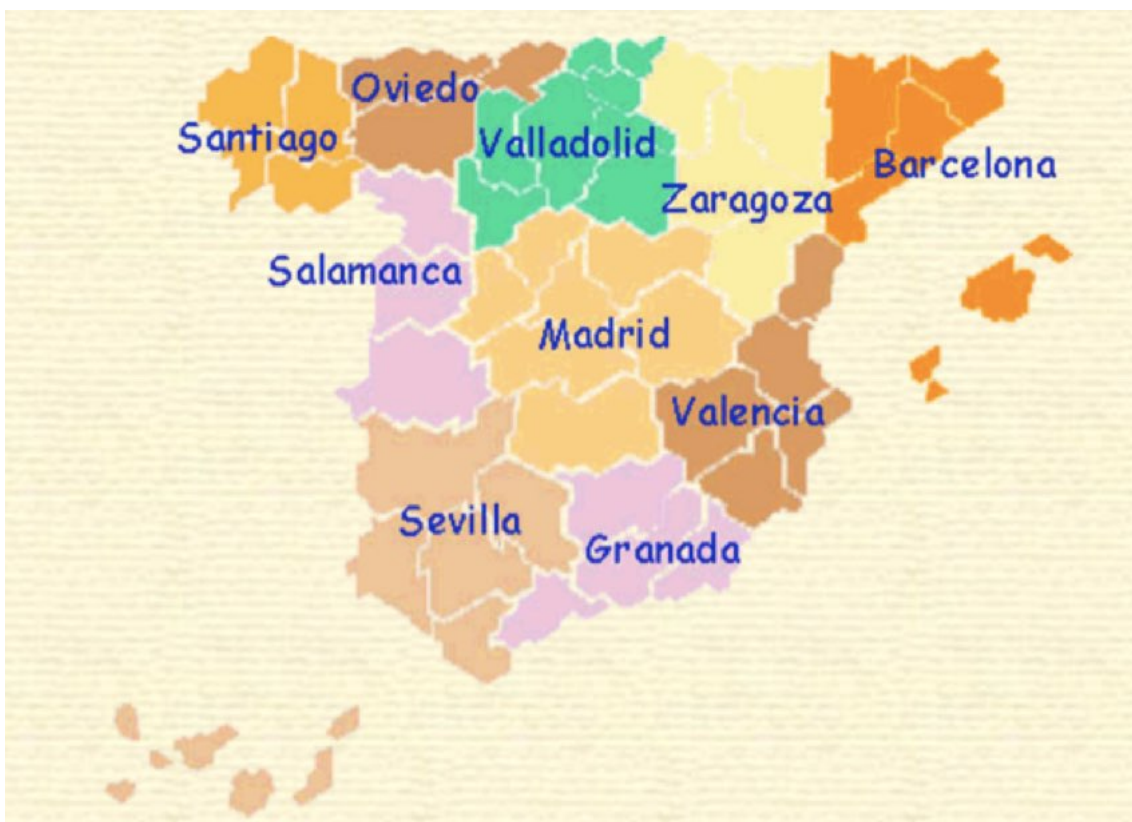 Oviedo
Santiago
Valladolid
Barcelona
Zaragoza
Salamanca
Madrid
Valencia
Sevilla
Granada